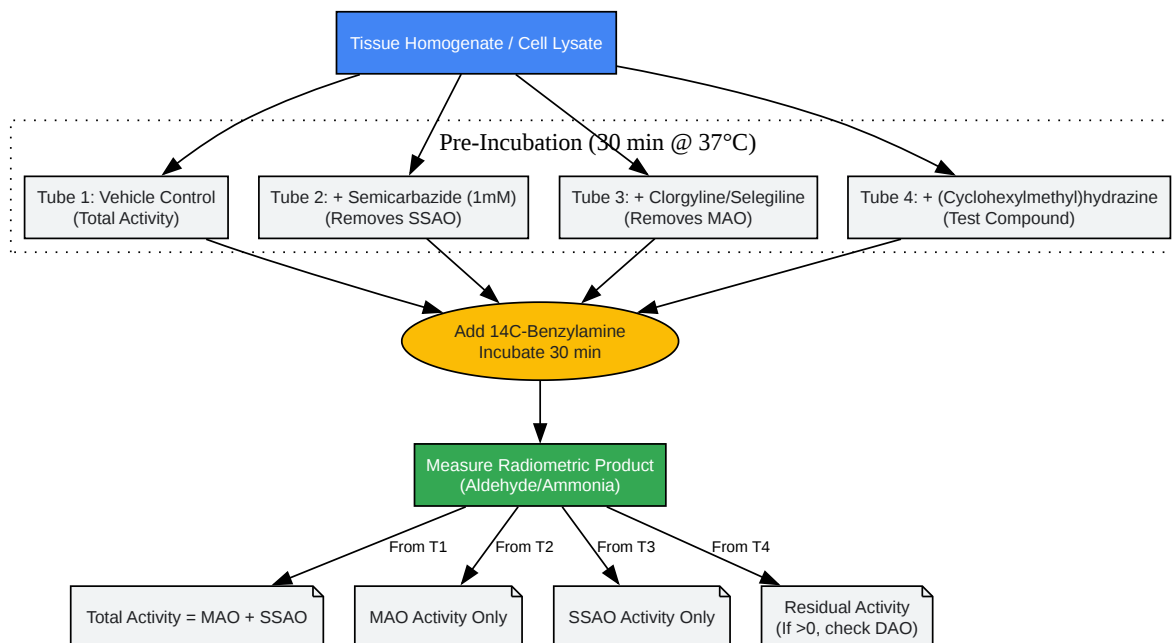 Tissue Homogenate / Cell Lysate
Pre-Incubation (30 min @ 37°C)
Tube 1: Vehicle Control
(Total Activity)
Tube 2: + Semicarbazide (1mM)
(Removes SSAO)
Tube 3: + Clorgyline/Selegiline
(Removes MAO)
Tube 4: + (Cyclohexylmethyl)hydrazine
(Test Compound)
Add 14C-Benzylamine
Incubate 30 min
Measure Radiometric Product
(Aldehyde/Ammonia)
From T1
From T2
From T3
From T4
Total Activity = MAO + SSAO
MAO Activity Only
SSAO Activity Only
Residual Activity
(If >0, check DAO)